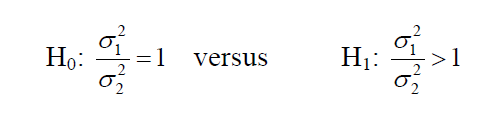 H₀: σ₁²/σ₂² = 1 versus H₁: σ₁²/σ₂² > 1